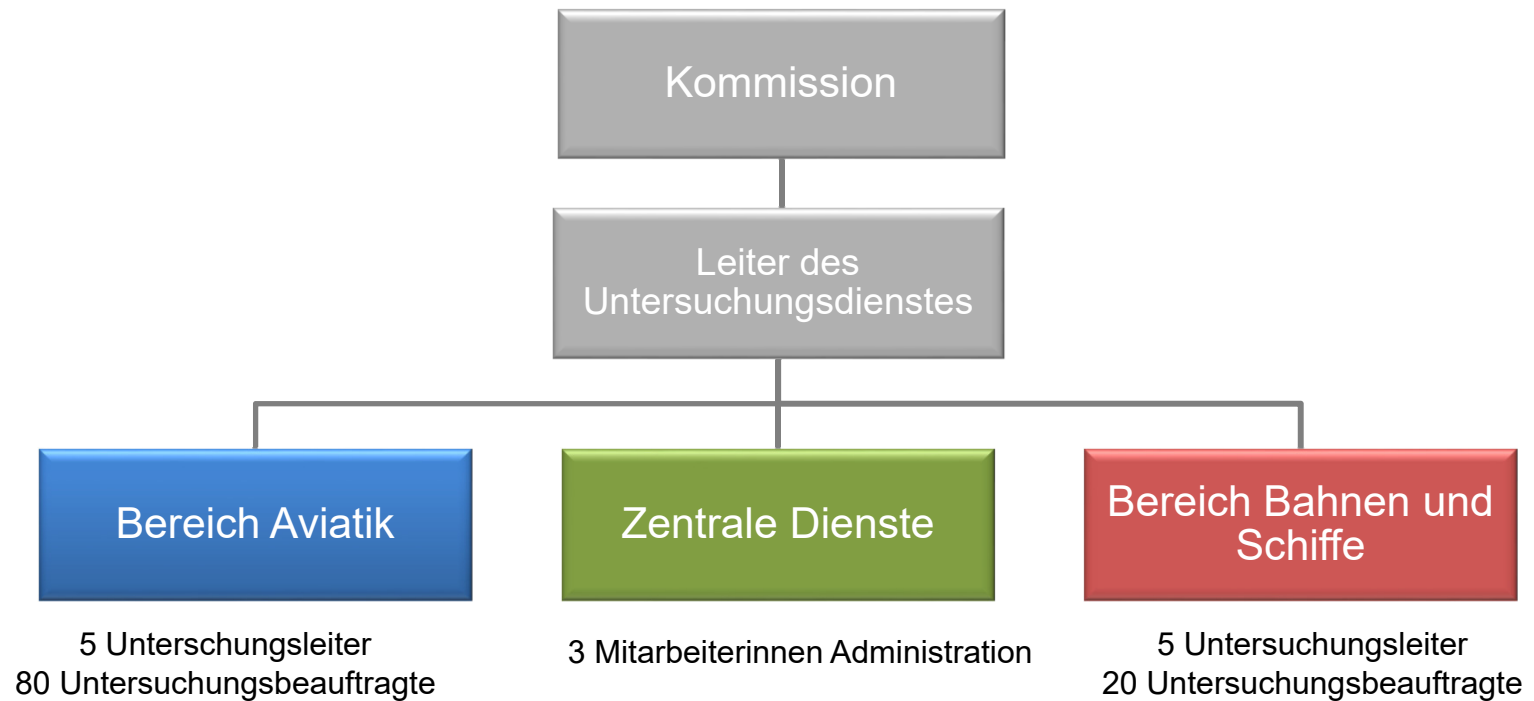 Kommission
Leiter des
Untersuchungsdienstes
Bereich Aviatik
Zentrale Dienste
Bereich Bahnen und
Schiffe
5 Unterschungsleiter
80 Untersuchungsbeauftragte
3 Mitarbeiterinnen Administration
5 Untersuchungsleiter
20 Untersuchungsbeauftragte